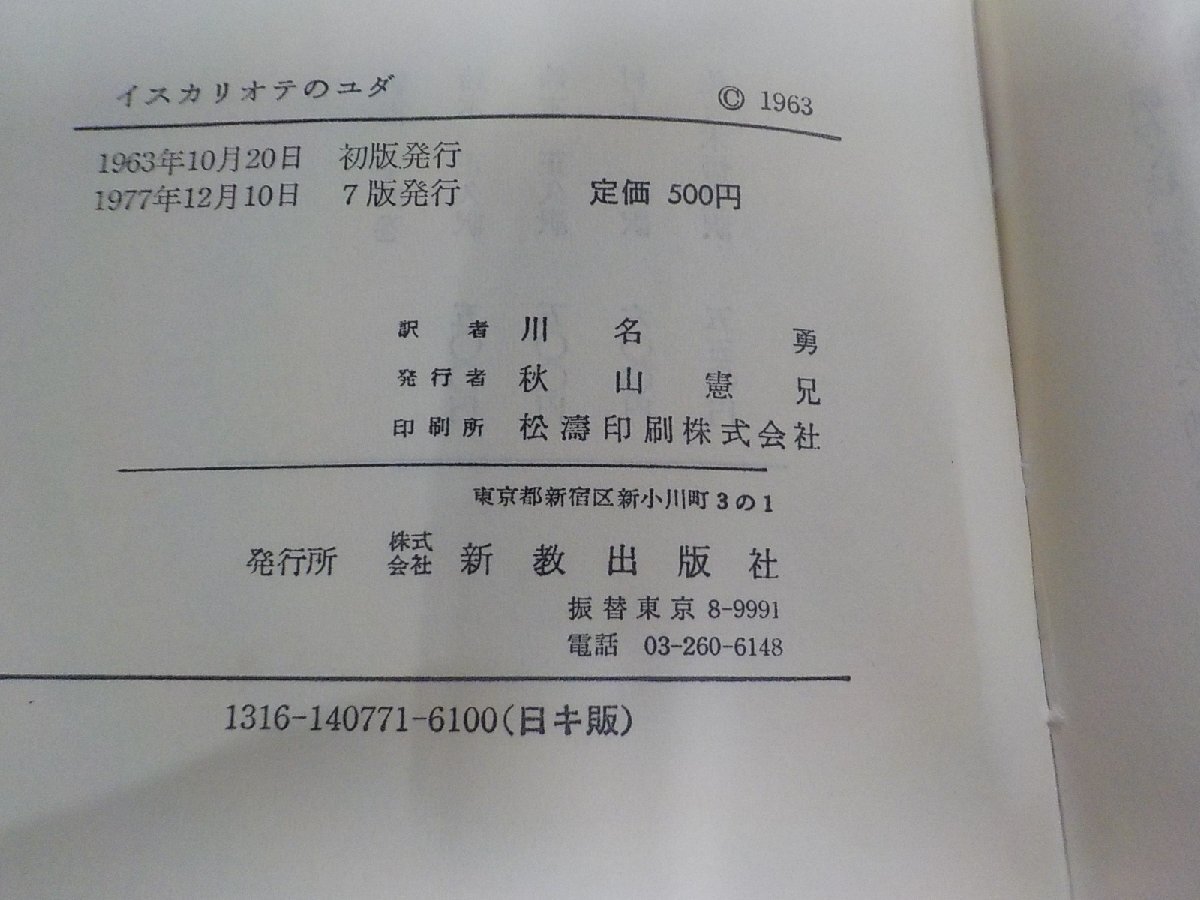 イスカリオテのユダ © 1963
1963年10月20日 初版発行
1977年12月10日 7版発行 定価 500円
訳者 川名 勇
発行者 秋山憲兄
印刷所 松濤印刷株式会社
東京都新宿区新小川町3の1
発行所 株式会社 新教出版社
振替東京 8-9991
電話 03-260-6148
1316-140771-6100(日キ販)